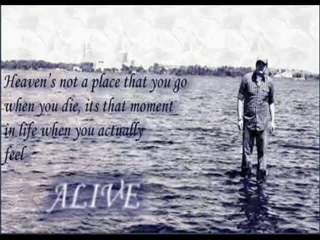 Heaven's not a place that you go
when you die, its that moment
in life when you actually
feel
ALIVE